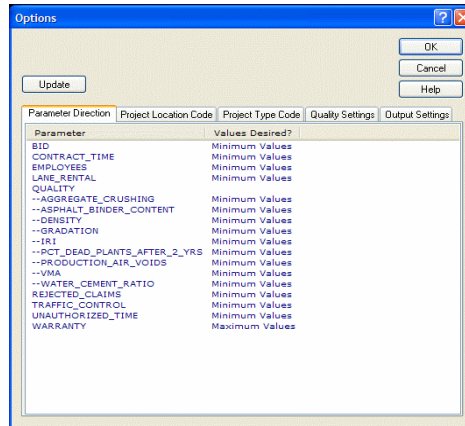 Options
OK
Cancel
Update
Help
Parameter Direction Project Location Code Project Type Code Quality Settings Output Settings
Parameter Values Desired?
BID Minimum Values
CONTRACT_TIME Minimum Values
EMPLOYEES Minimum Values
LANE_RENTAL Minimum Values
QUALITY
--AGGREGATE_CRUSHING Minimum Values
--ASPHALT_BINDER_CONTENT Minimum Values
--DENSITY Minimum Values
--GRADATION Minimum Values
--IRI Minimum Values
--PCT_DEAD_PLANTS_AFTER_2_YRS Minimum Values
--PRODUCTION_AIR_VOIDS Minimum Values
--VMA Minimum Values
--WATER_CEMENT_RATIO Minimum Values
REJECTED_CLAIMS Minimum Values
TRAFFIC_CONTROL Minimum Values
UNAUTHORIZED_TIME Minimum Values
WARRANTY Maximum Values